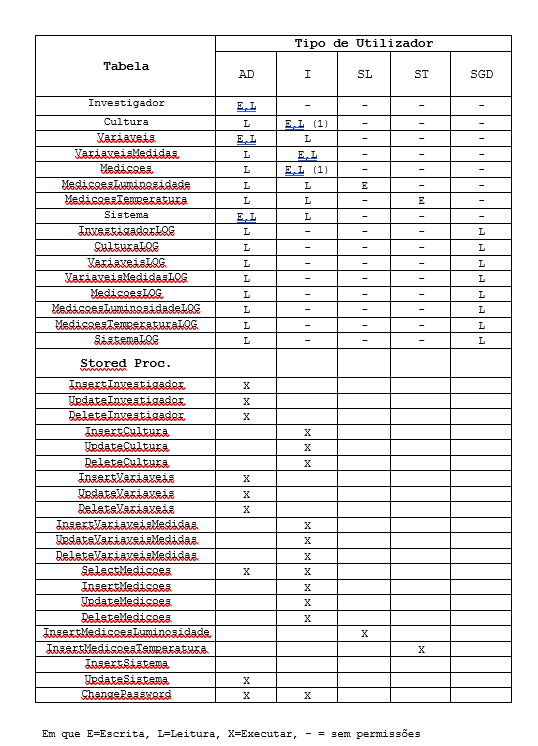 Tipo de Utilizador
Tabela
AD I SL ST SGD
Investigador E,L – – – –
Cultura L E,L (1) – – –
Variaveis E,L L – – –
VariaveisMedidas L E,L – – –
Medicoes L E,L (1) – – –
MedicoesLuminosidade L L E – –
MedicoesTemperatura L L – E –
Sistema E,L L – – –
InvestigadorLOG L – – – L
CulturaLOG L – – – L
VariaveisLOG L – – – L
VariaveisMedidasLOG L – – – L
MedicoesLOG L – – – L
MedicoesLuminosidadeLOG L – – – L
MedicoesTemperaturaLOG L – – – L
SistemaLOG L – – – L
Stored Proc.
InsertInvestigador X
UpdateInvestigador X
DeleteInvestigador X
InsertCultura X
UpdateCultura X
DeleteCultura X
InsertVariaveis X
UpdateVariaveis X
DeleteVariaveis X
InsertVariaveisMedidas X
UpdateVariaveisMedidas X
DeleteVariaveisMedidas X
SelectMedicoes X X
InsertMedicoes X
UpdateMedicoes X
DeleteMedicoes X
InsertMedicoesLuminosidade X
InsertMedicoesTemperatura X
InsertSistema
UpdateSistema X
ChangePassword X X
Em que E=Escrita, L=Leitura, X=Executar, - = sem permissões